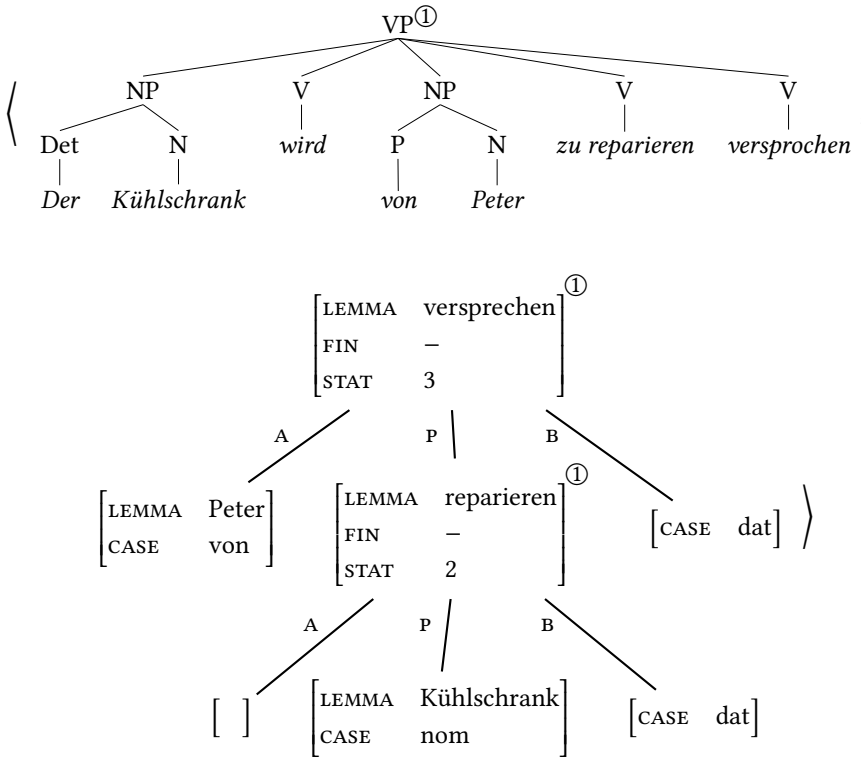 VP①
NP V NP V V
⟨ Det N wird P N zu reparieren versprochen
Der Kühlschrank von Peter
[LEMMA versprechen]①
FIN –
STAT 3
A P B
[LEMMA Peter] [LEMMA reparieren]① [CASE dat] ⟩
CASE von FIN –
STAT 2
A P B
[ ] [LEMMA Kühlschrank] [CASE dat]
CASE nom